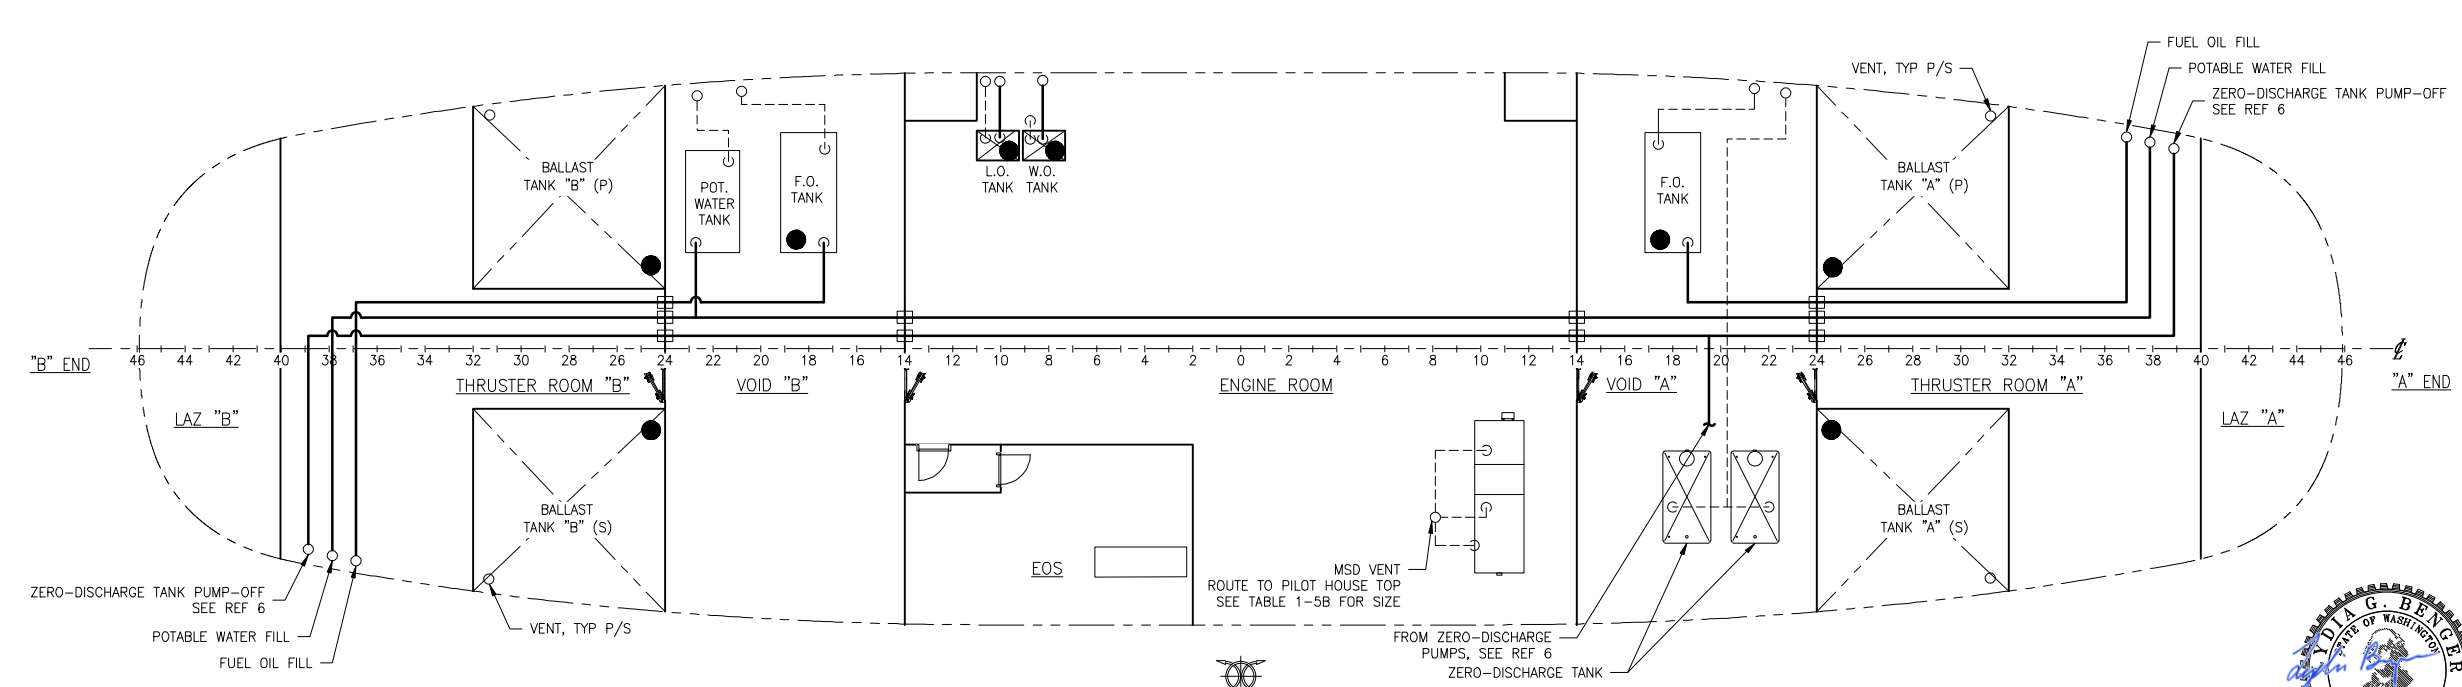 FUEL OIL FILL
VENT, TYP P/S
POTABLE WATER FILL
ZERO-DISCHARGE TANK PUMP-OFF
SEE REF 6
BALLAST
TANK "B" (P)
POT.
WATER
TANK
F.O.
TANK
L.O.
TANK
W.O.
TANK
F.O.
TANK
BALLAST
TANK "A" (P)
46 44 42 40 38 36 34 32 30 28 26 24 22 20 18 16 14 12 10 8 6 4 2 0 2 4 6 8 10 12 14 16 18 20 22 24 26 28 30 32 34 36 38 40 42 44 46
"B" END
THRUSTER ROOM "B"
VOID "B"
ENGINE ROOM
VOID "A"
THRUSTER ROOM "A"
"A" END
LAZ "B"
LAZ "A"
BALLAST
TANK "B" (S)
BALLAST
TANK "A" (S)
EOS
MSD VENT
ROUTE TO PILOT HOUSE TOP
SEE TABLE 1-5B FOR SIZE
ZERO-DISCHARGE TANK PUMP-OFF
SEE REF 6
POTABLE WATER FILL
FUEL OIL FILL
VENT, TYP P/S
FROM ZERO-DISCHARGE
PUMPS, SEE REF 6
ZERO-DISCHARGE TANK
YDIA G. BENGER
STATE OF WASHINGTON